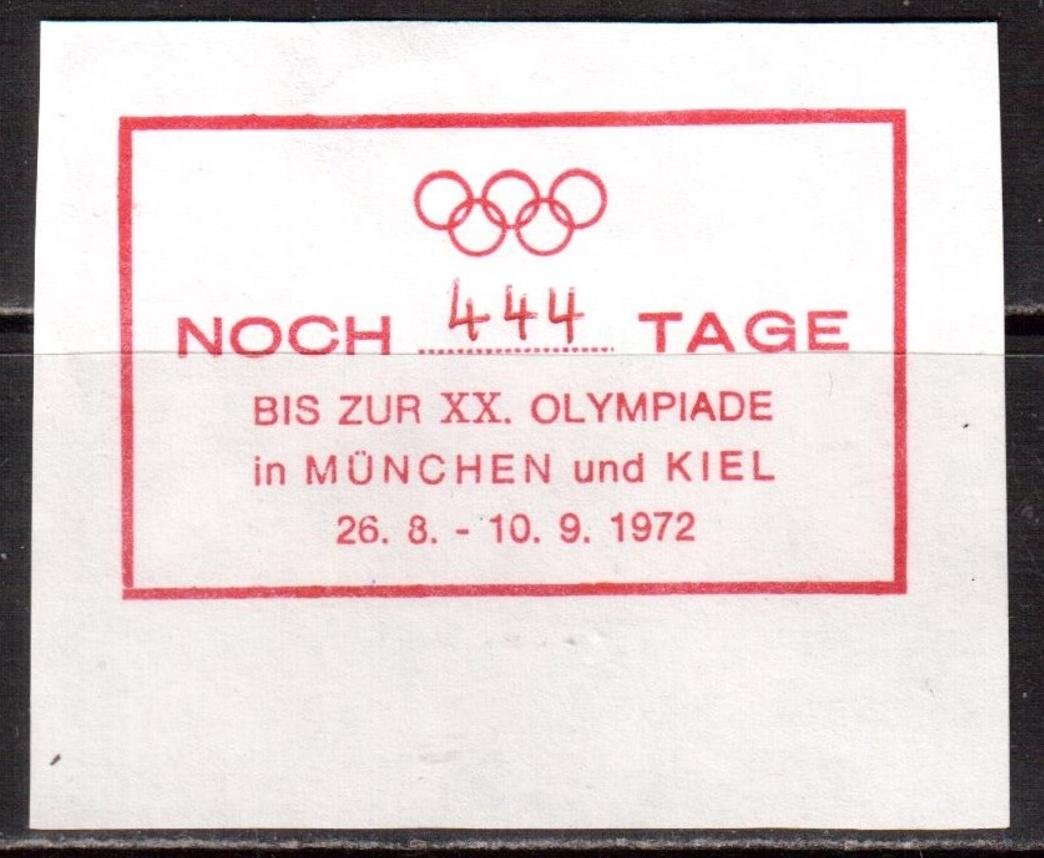 NOCH 444 TAGE
BIS ZUR XX. OLYMPIADE
in MÜNCHEN und KIEL
26. 8. - 10. 9. 1972